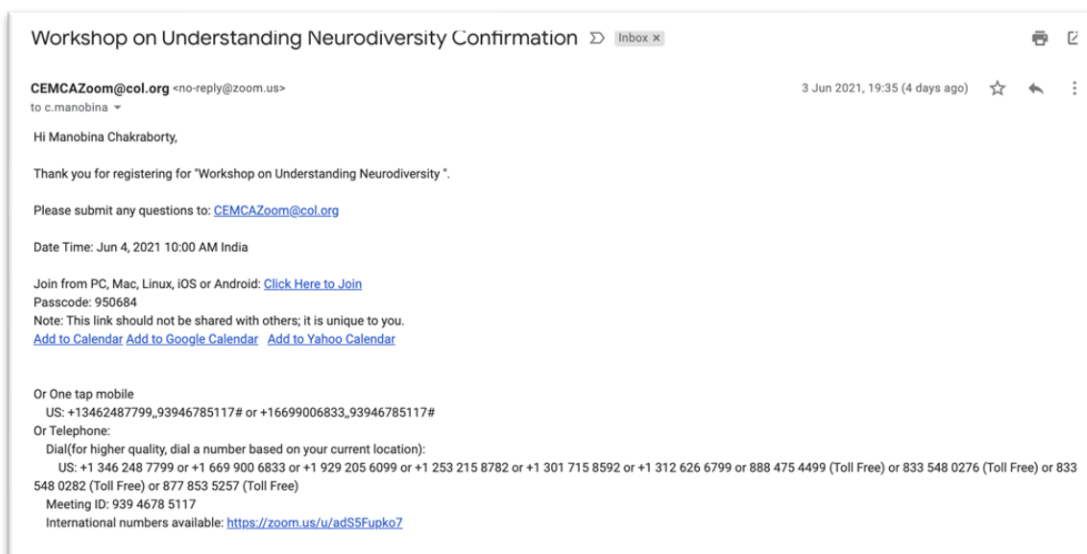 Workshop on Understanding Neurodiversity Confirmation Inbox ×
CEMCAZoom@col.org <no-reply@zoom.us> 3 Jun 2021, 19:35 (4 days ago)
to c.manobina
Hi Manobina Chakraborty,
Thank you for registering for "Workshop on Understanding Neurodiversity ".
Please submit any questions to: CEMCAZoom@col.org
Date Time: Jun 4, 2021 10:00 AM India
Join from PC, Mac, Linux, iOS or Android: Click Here to Join
Passcode: 950684
Note: This link should not be shared with others; it is unique to you.
Add to Calendar Add to Google Calendar Add to Yahoo Calendar
Or One tap mobile
US: +13462487799,,93946785117# or +16699006833,,93946785117#
Or Telephone:
Dial(for higher quality, dial a number based on your current location):
US: +1 346 248 7799 or +1 669 900 6833 or +1 929 205 6099 or +1 253 215 8782 or +1 301 715 8592 or +1 312 626 6799 or 888 475 4499 (Toll Free) or 833 548 0276 (Toll Free) or 833
548 0282 (Toll Free) or 877 853 5257 (Toll Free)
Meeting ID: 939 4678 5117
International numbers available: https://zoom.us/u/adS5Fupko7